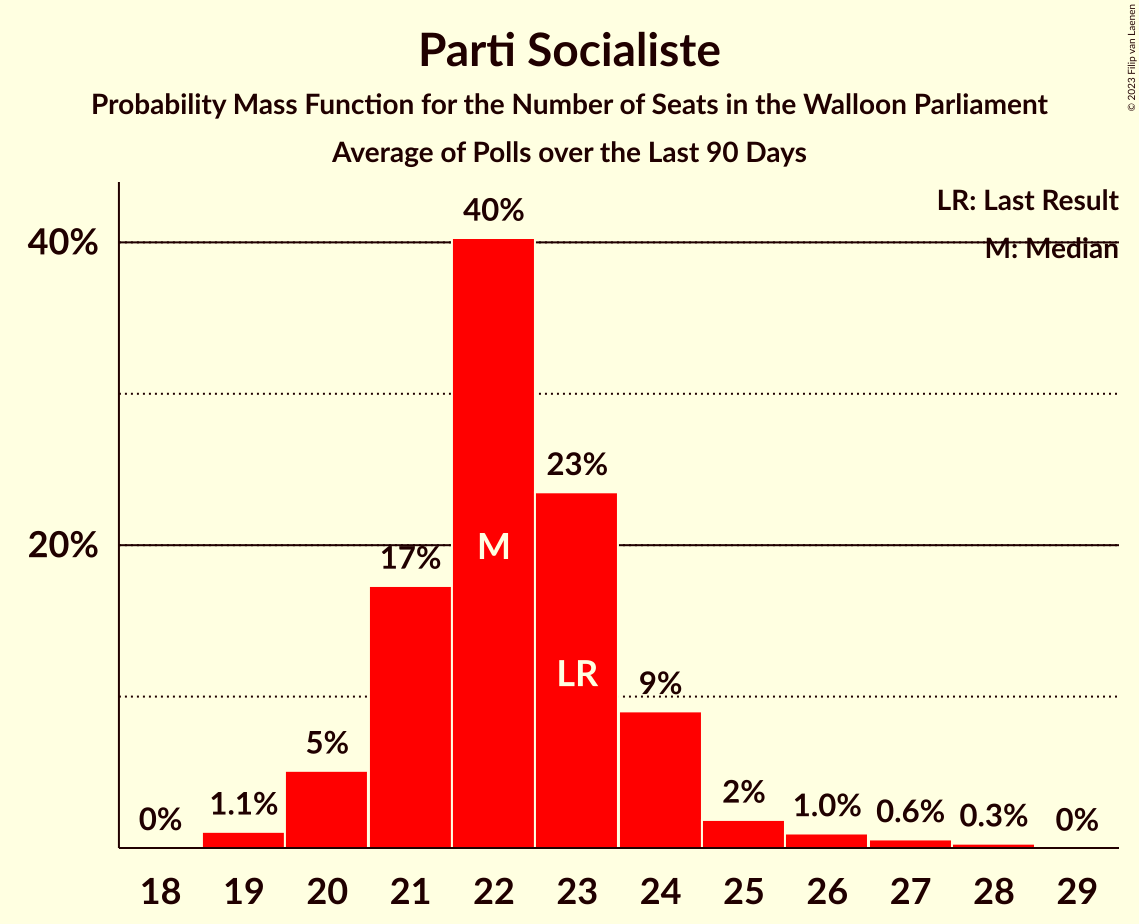 Parti Socialiste
Probability Mass Function for the Number of Seats in the Walloon Parliament
Average of Polls over the Last 90 Days
© 2023 Filip van Laenen
LR: Last Result
M: Median
40%
20%
0%
1.1%
5%
17%
40%
23%
9%
2%
1.0%
0.6%
0.3%
0%
M
LR
18 19 20 21 22 23 24 25 26 27 28 29